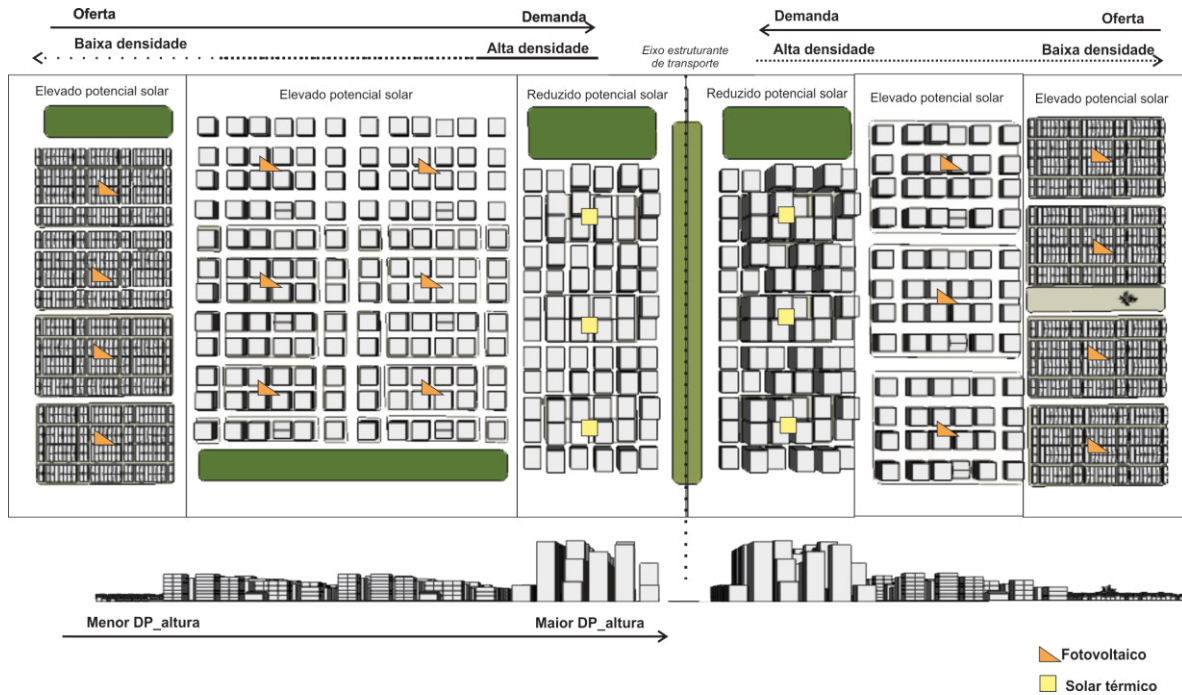 Oferta
Demanda
Demanda
Oferta
Baixa densidade
Alta densidade
Eixo estruturante
de transporte
Alta densidade
Baixa densidade
Elevado potencial solar
Elevado potencial solar
Reduzido potencial solar
Reduzido potencial solar
Elevado potencial solar
Elevado potencial solar
Menor DP_altura
Maior DP_altura
Fotovoltaico
Solar térmico